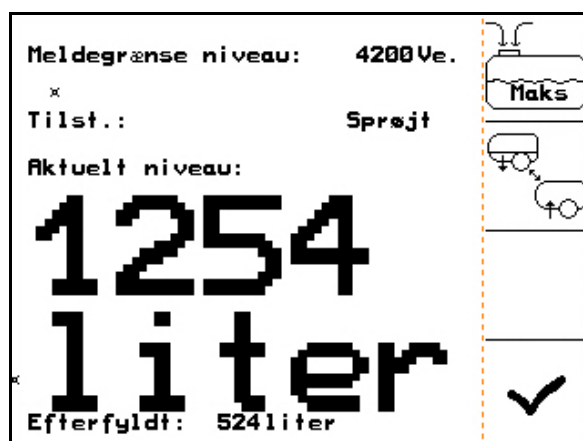 Meldegrænse niveau: 4200Ve.
Maks
Tilst.: Sprøjt
Aktuelt niveau:
1254
liter
Efterfyldt: 524liter